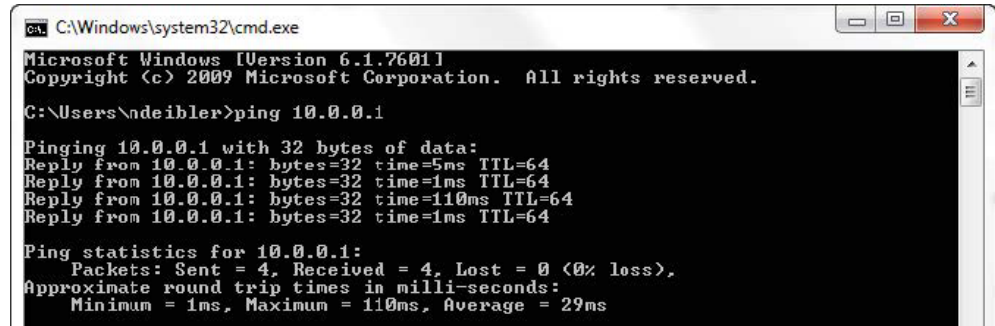 C:\Windows\system32\cmd.exe
Microsoft Windows [Version 6.1.7601]
Copyright (c) 2009 Microsoft Corporation.  All rights reserved.
C:\Users\ndeibler>ping 10.0.0.1
Pinging 10.0.0.1 with 32 bytes of data:
Reply from 10.0.0.1: bytes=32 time=5ms TTL=64
Reply from 10.0.0.1: bytes=32 time=1ms TTL=64
Reply from 10.0.0.1: bytes=32 time=110ms TTL=64
Reply from 10.0.0.1: bytes=32 time=1ms TTL=64
Ping statistics for 10.0.0.1:
Packets: Sent = 4, Received = 4, Lost = 0 (0% loss),
Approximate round trip times in milli-seconds:
Minimum = 1ms, Maximum = 110ms, Average = 29ms